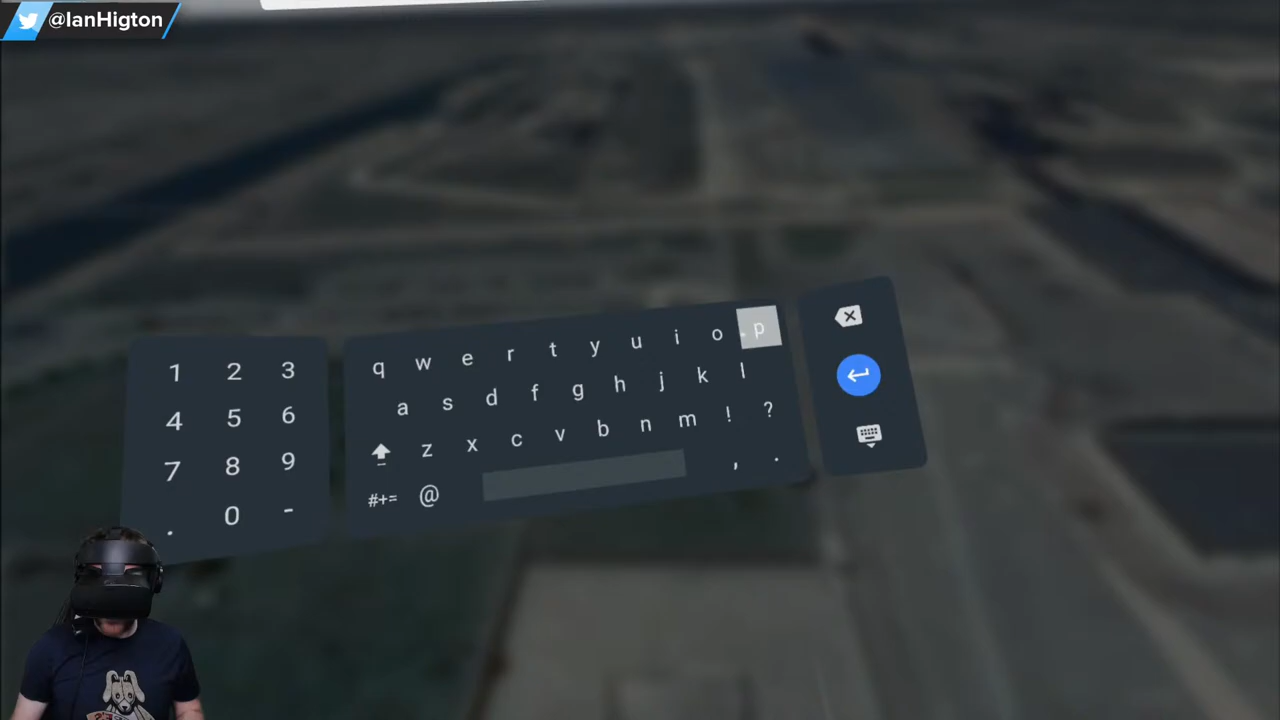 @IanHigton
1 2 3
4 5 6
7 8 9
. 0 -
q w e r t y u i o p
a s d f g h j k l
z x c v b n m ! ?
#+= @ , .